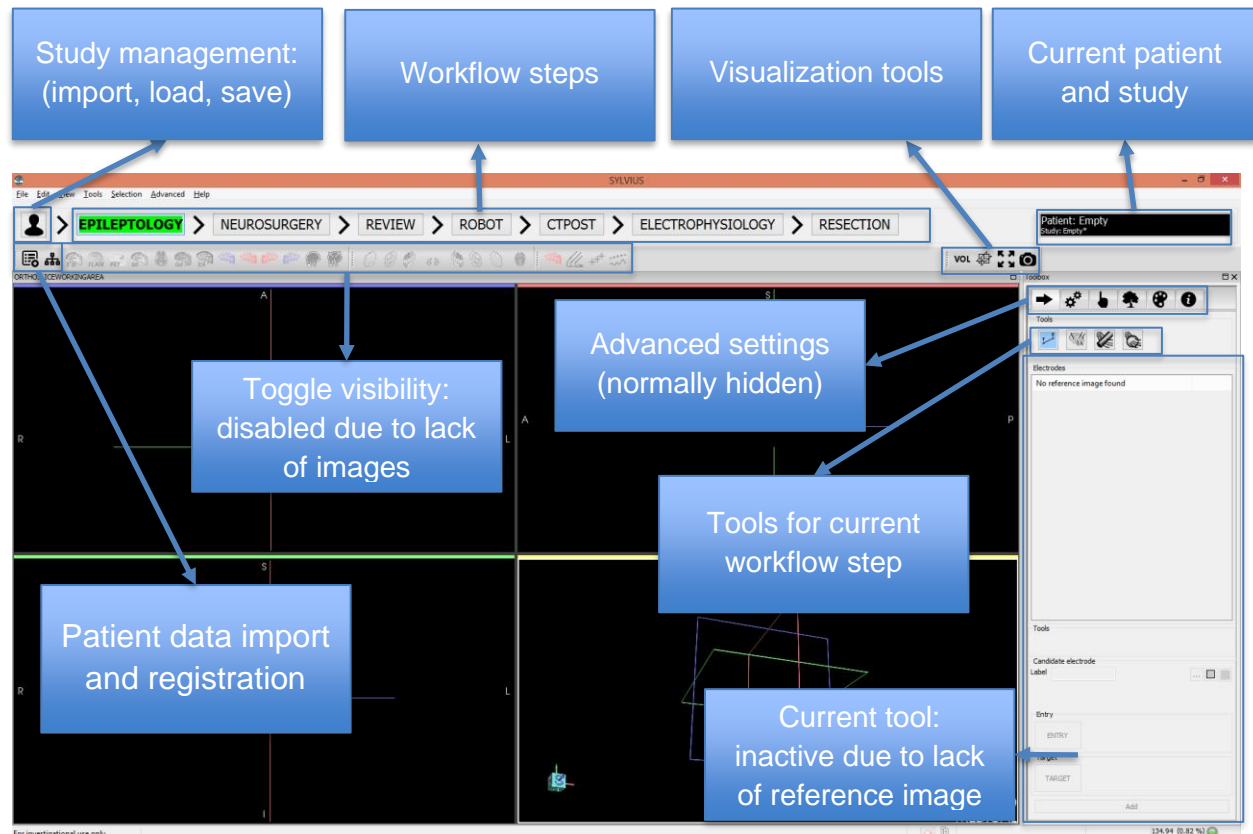 Study management:
(import, load, save)
Workflow steps
Visualization tools
Current patient
and study
SYLVIUS
File Edit View Tools Selection Advanced Help
EPILEPTOLOGY > NEUROSURGERY > REVIEW > ROBOT > CTPOST > ELECTROPHYSIOLOGY > RESECTION
Patient: Empty
Study: Empty*
VOL
ORTHOSLICEWORKINGAREA
Toolbox
A
S
Tools
Advanced settings
(normally hidden)
Electrodes
No reference image found
Toggle visibility:
disabled due to lack
of images
R
L
A
P
Tools for current
workflow step
S
Patient data import
and registration
Tools
Candidate electrode
Label
...
R
L
Current tool:
inactive due to lack
of reference image
Entry
ENTRY
Target
TARGET
I
Add
For investigational use only
134.94 (0.82 %)